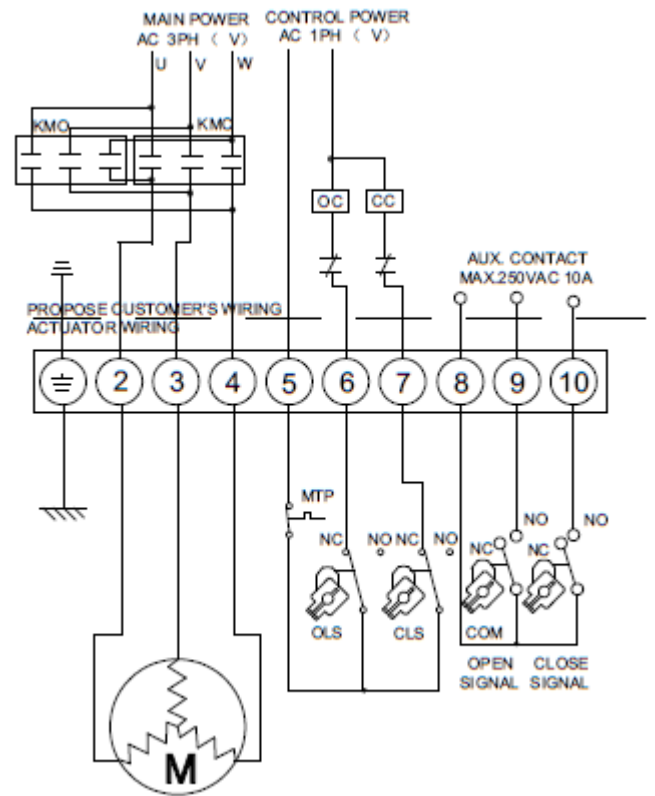 MAIN POWER
AC 3PH ( V)
CONTROL POWER
AC 1PH ( V)
U
V
W
KMO
KMC
OC
CC
AUX. CONTACT
MAX.250VAC 10A
PROPOSE CUSTOMER'S WIRING
ACTUATOR WIRING
2
3
4
5
6
7
8
9
10
MTP
NC
NO
NC
NO
NC
NO
NC
NO
OLS
CLS
COM
OPEN
SIGNAL
CLOSE
SIGNAL
M